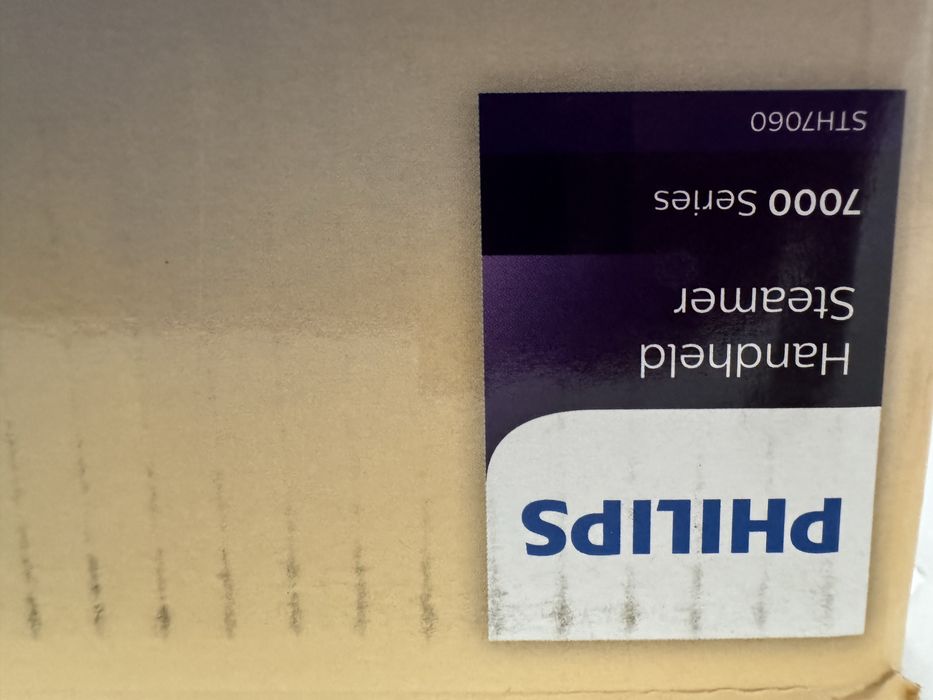 PHILIPS
Handheld
Steamer
7000 Series
STH7060